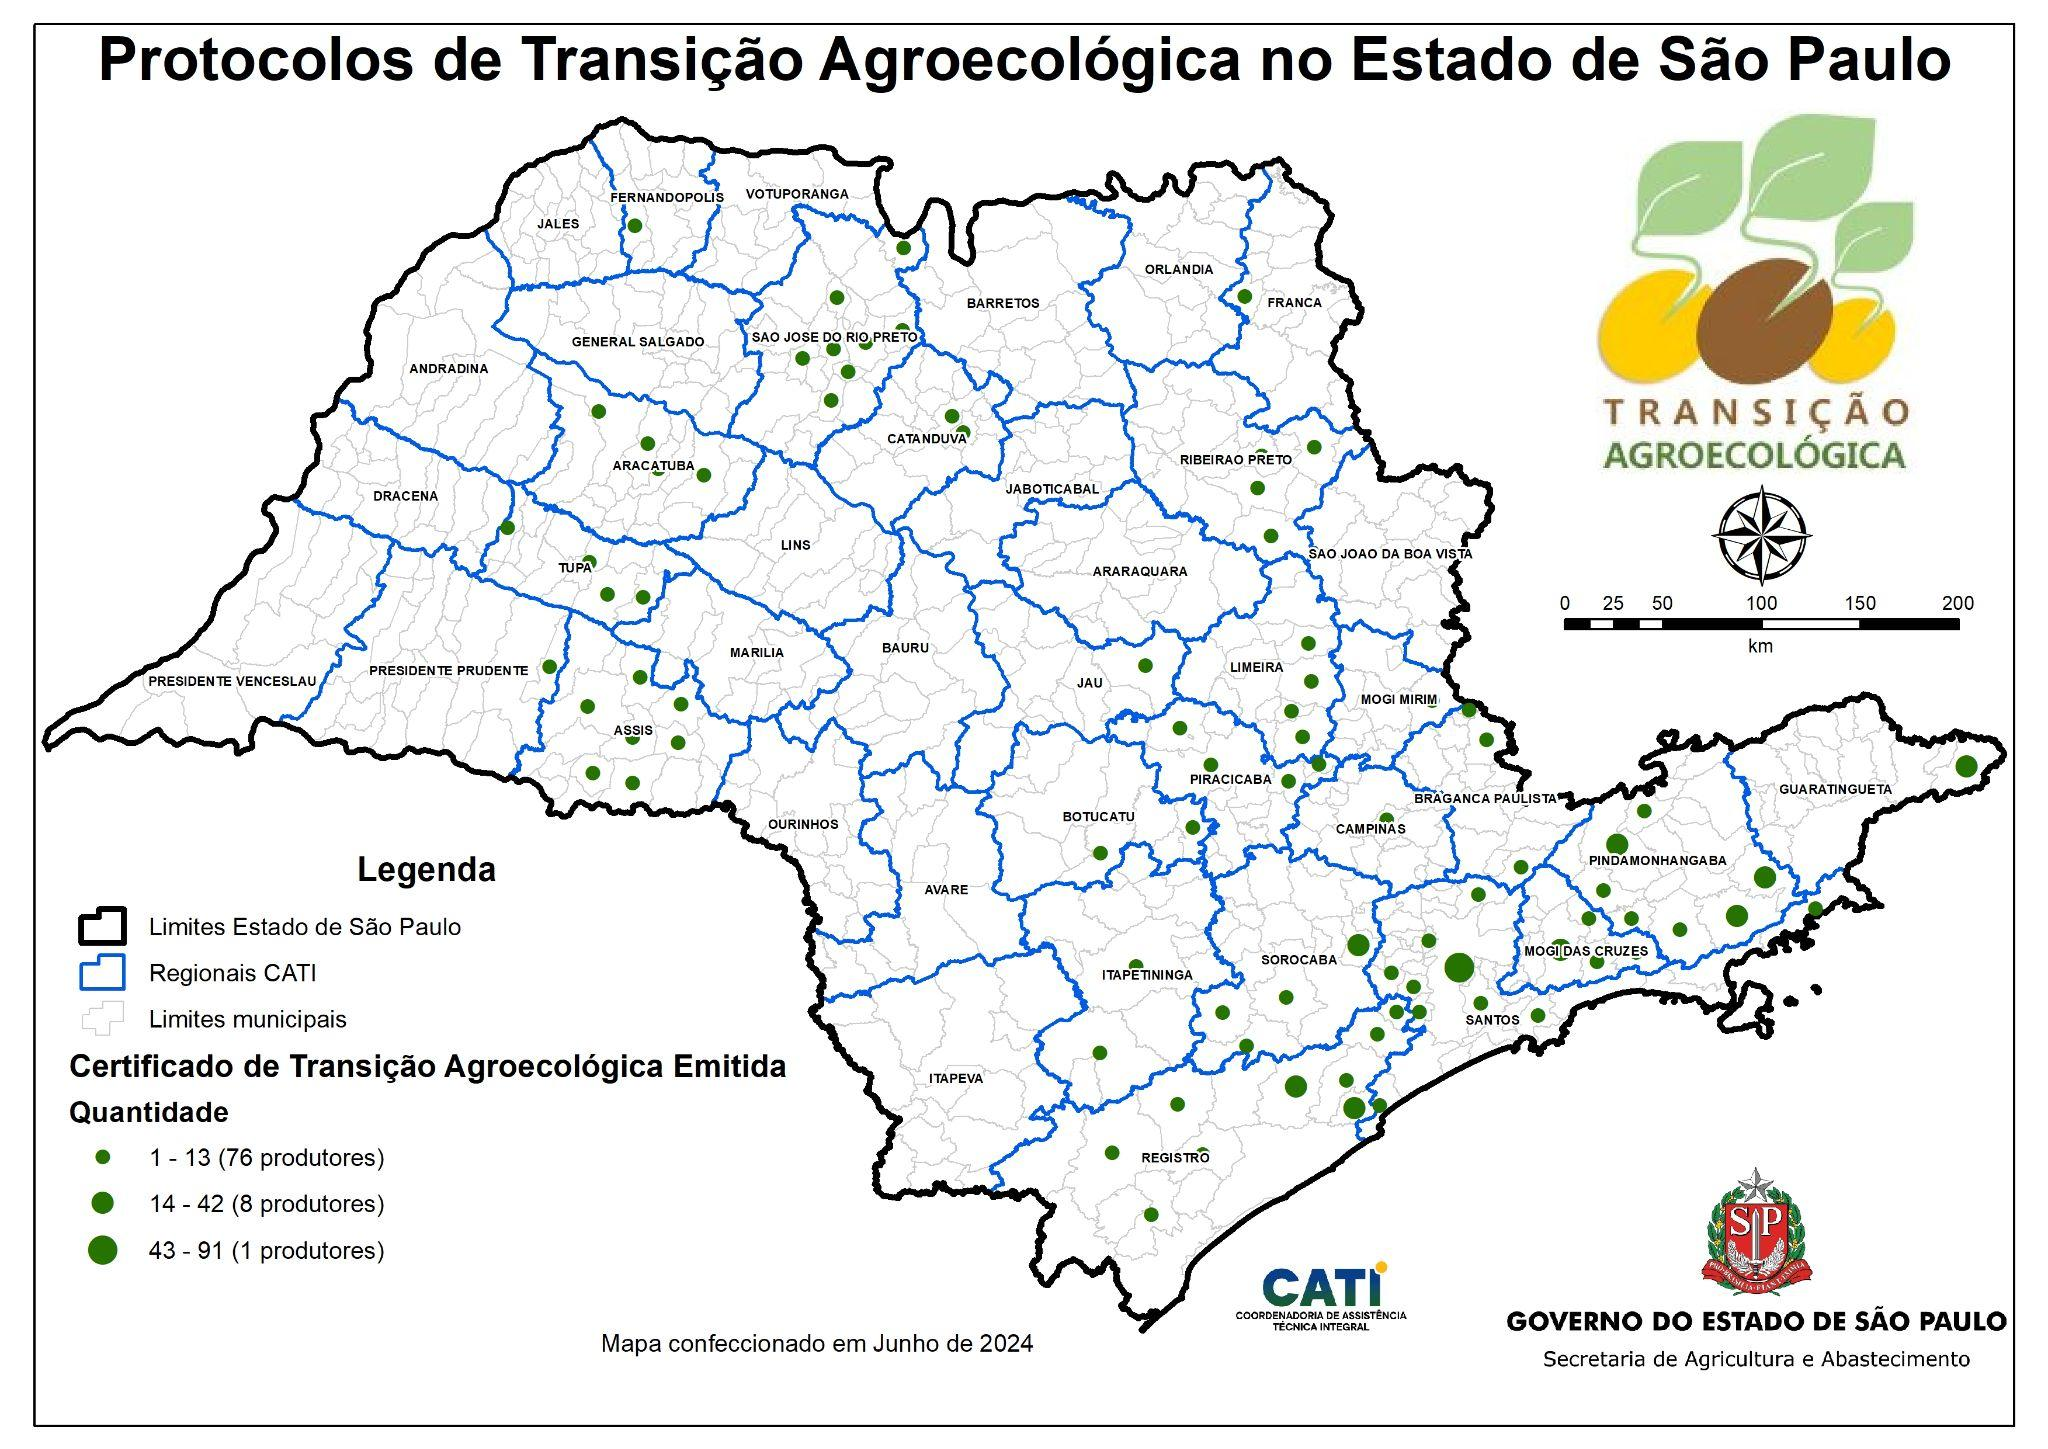 Protocolos de Transição Agroecológica no Estado de São Paulo
FERNANDOPOLIS
VOTUPORANGA
JALES
ORLANDIA
BARRETOS
FRANCA
SAO JOSE DO RIO PRETO
GENERAL SALGADO
ANDRADINA
TRANSIÇÃO
AGROECOLÓGICA
CATANDUVA
RIBEIRAO PRETO
ARACATUBA
JABOTICABAL
DRACENA
LINS
SAO JOAO DA BOA VISTA
TUPA
ARARAQUARA
0 25 50 100 150 200
km
BAURU
MARILIA
LIMEIRA
PRESIDENTE PRUDENTE
PRESIDENTE VENCESLAU
JAU
MOGI MIRIM
ASSIS
PIRACICABA
GUARATINGUETA
BRAGANCA PAULISTA
BOTUCATU
OURINHOS
CAMPINAS
PINDAMONHANGABA
AVARE
MOGI DAS CRUZES
SOROCABA
ITAPETININGA
SANTOS
ITAPEVA
REGISTRO
Legenda
Limites Estado de São Paulo
Regionais CATI
Limites municipais
Certificado de Transição Agroecológica Emitida
Quantidade
1 - 13 (76 produtores)
14 - 42 (8 produtores)
43 - 91 (1 produtores)
Mapa confeccionado em Junho de 2024
CATI
COORDENADORIA DE ASSISTÊNCIA
TÉCNICA INTEGRAL
SP
GOVERNO DO ESTADO DE SÃO PAULO
Secretaria de Agricultura e Abastecimento